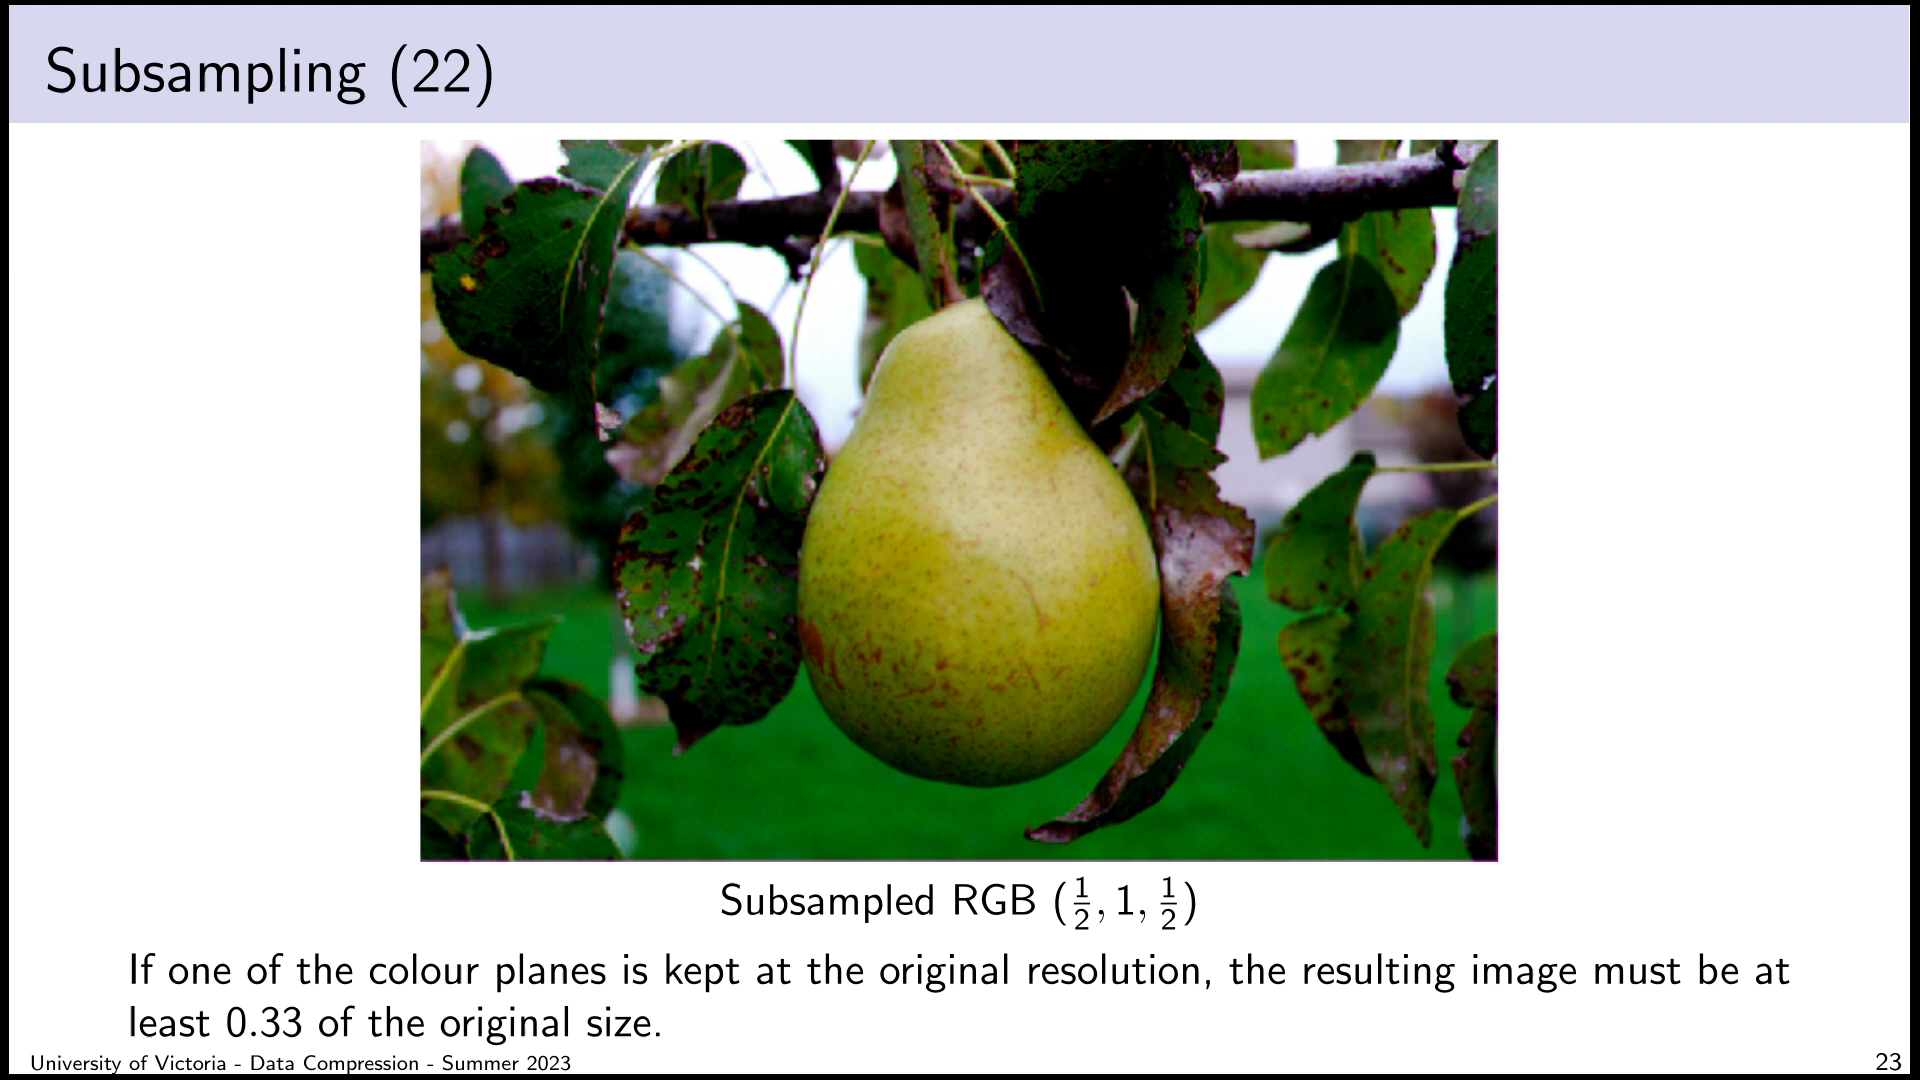 Subsampling (22)
Subsampled RGB (1/2, 1, 1/2)
If one of the colour planes is kept at the original resolution, the resulting image must be at
least 0.33 of the original size.
University of Victoria - Data Compression - Summer 2023
23